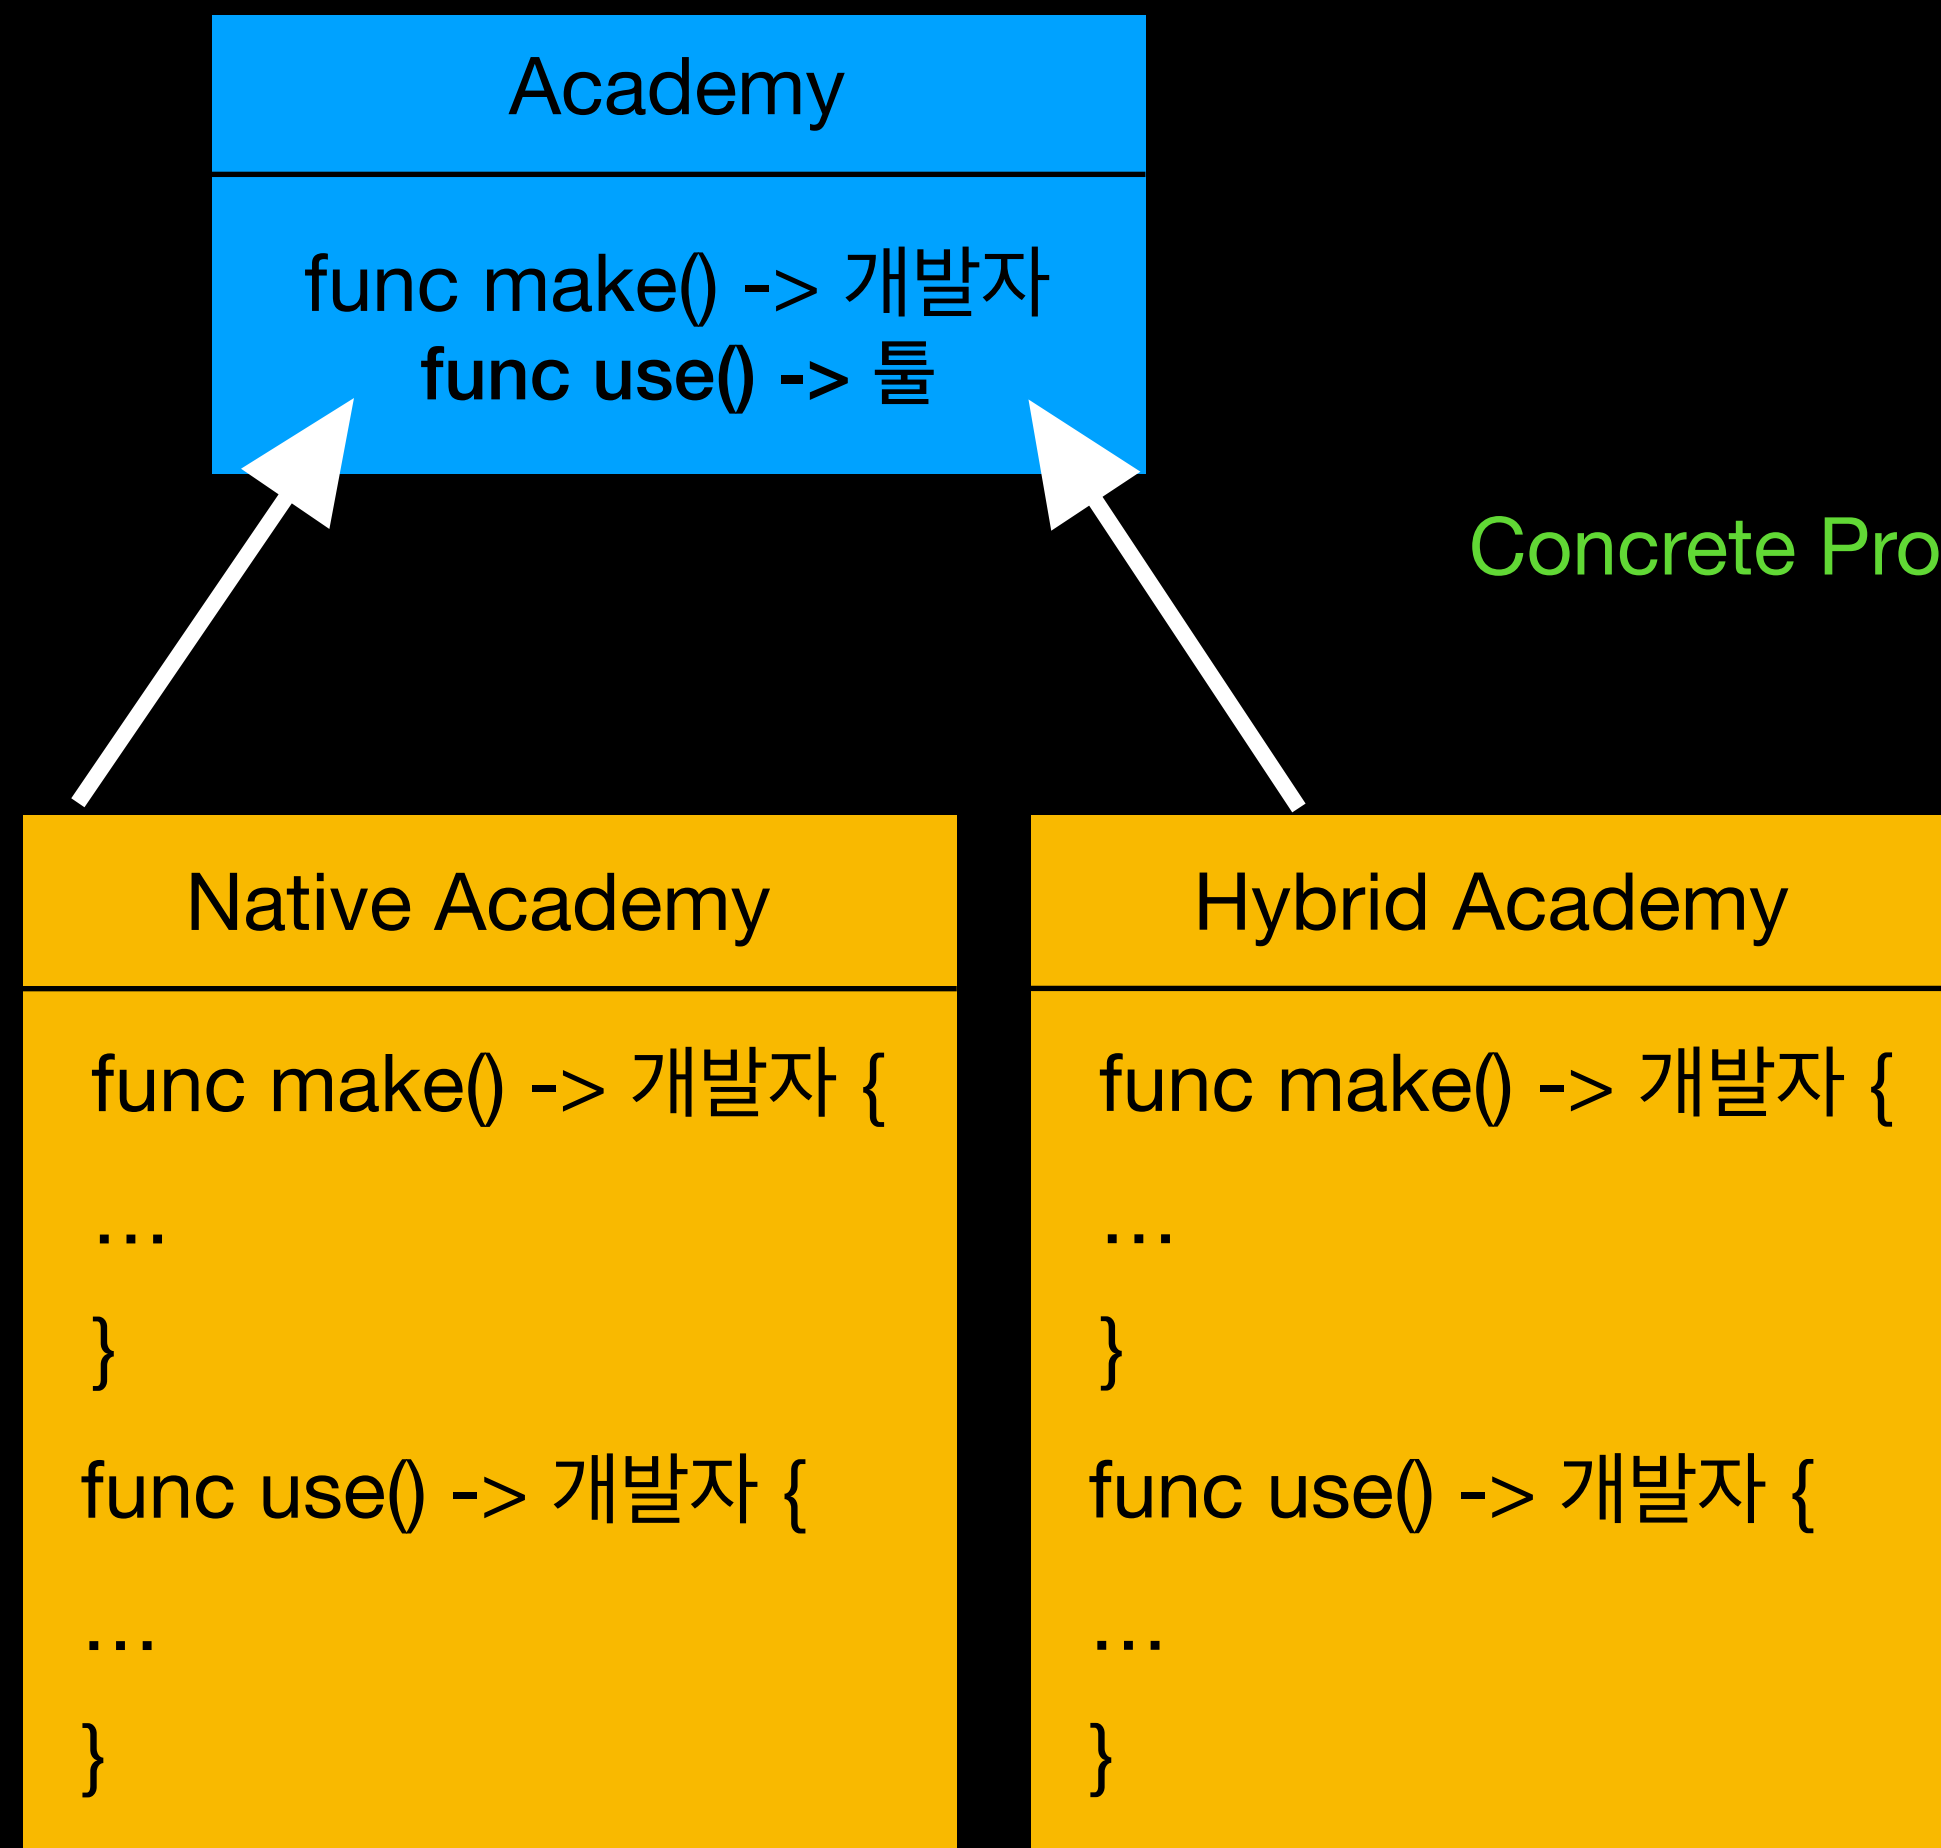 Academy
func make() -> 개발자
func use() -> 툴
Concrete Pro
Native Academy
func make() -> 개발자 {
…
}
func use() -> 개발자 {
…
}
Hybrid Academy
func make() -> 개발자 {
…
}
func use() -> 개발자 {
…
}